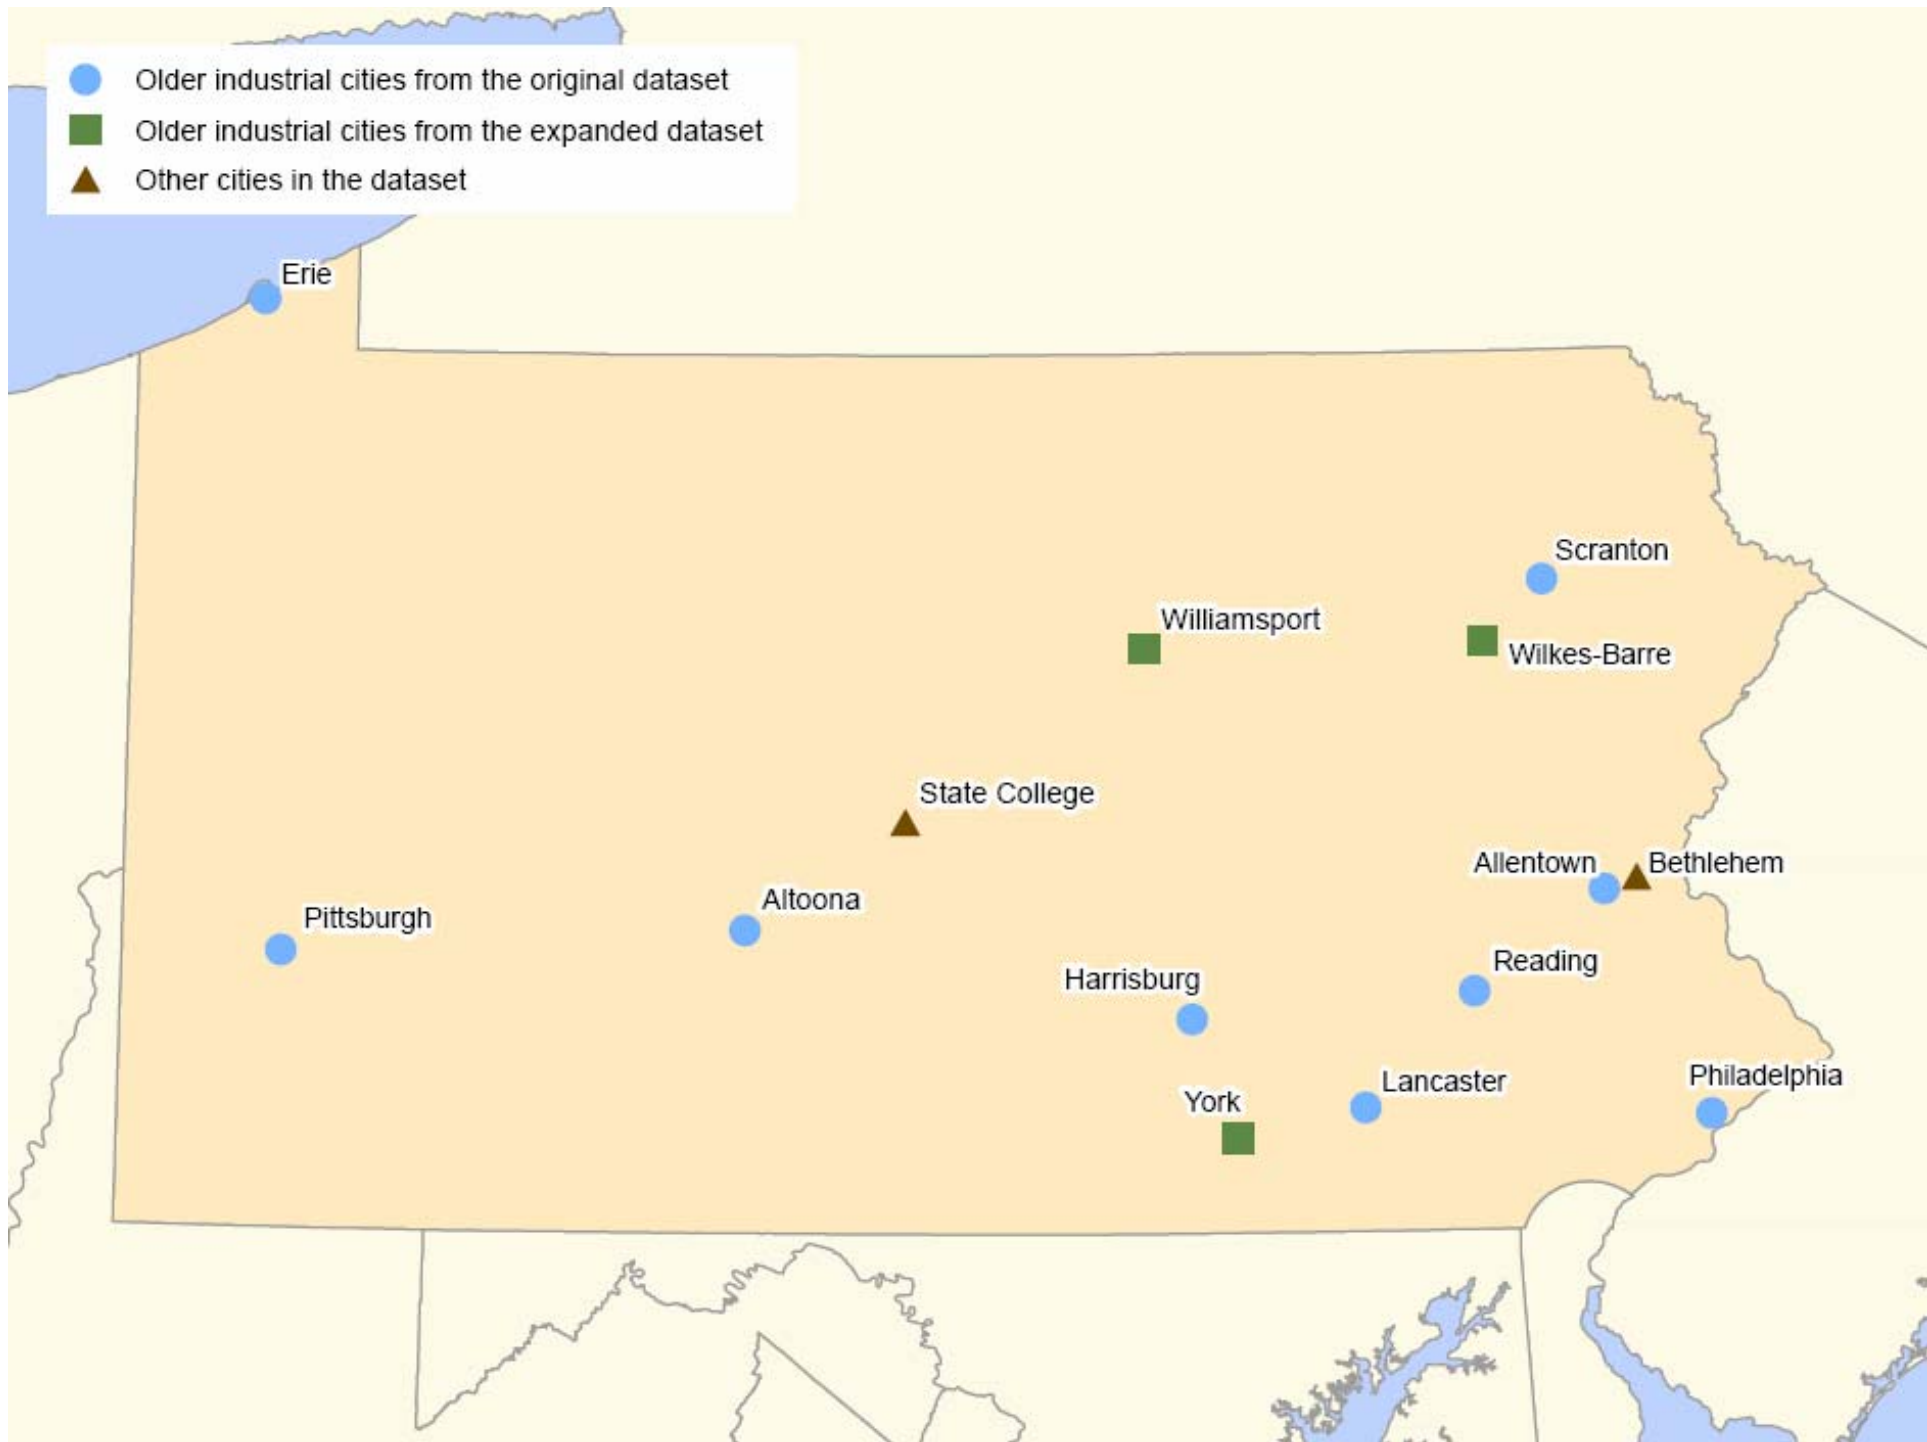 Older industrial cities from the original dataset
Older industrial cities from the expanded dataset
Other cities in the dataset
Erie
Scranton
Williamsport
Wilkes-Barre
State College
Allentown
Bethlehem
Altoona
Pittsburgh
Reading
Harrisburg
Philadelphia
Lancaster
York